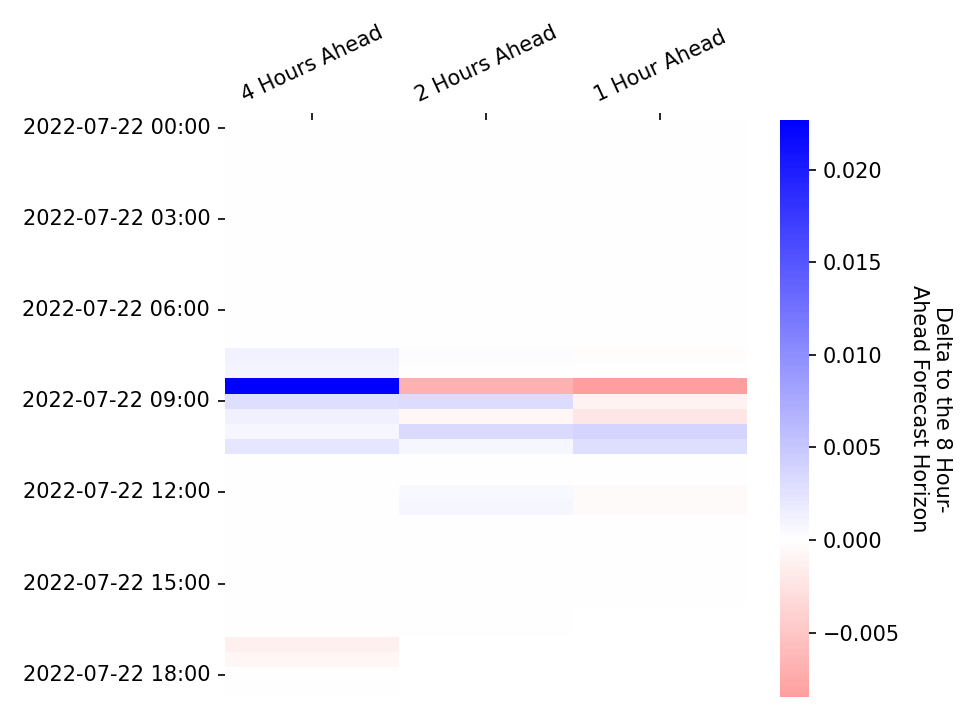 4 Hours Ahead
2 Hours Ahead
1 Hour Ahead
2022-07-22 00:00
2022-07-22 03:00
2022-07-22 06:00
2022-07-22 09:00
2022-07-22 12:00
2022-07-22 15:00
2022-07-22 18:00
0.020
0.015
0.010
0.005
0.000
−0.005
Delta to the 8 Hour-
Ahead Forecast Horizon